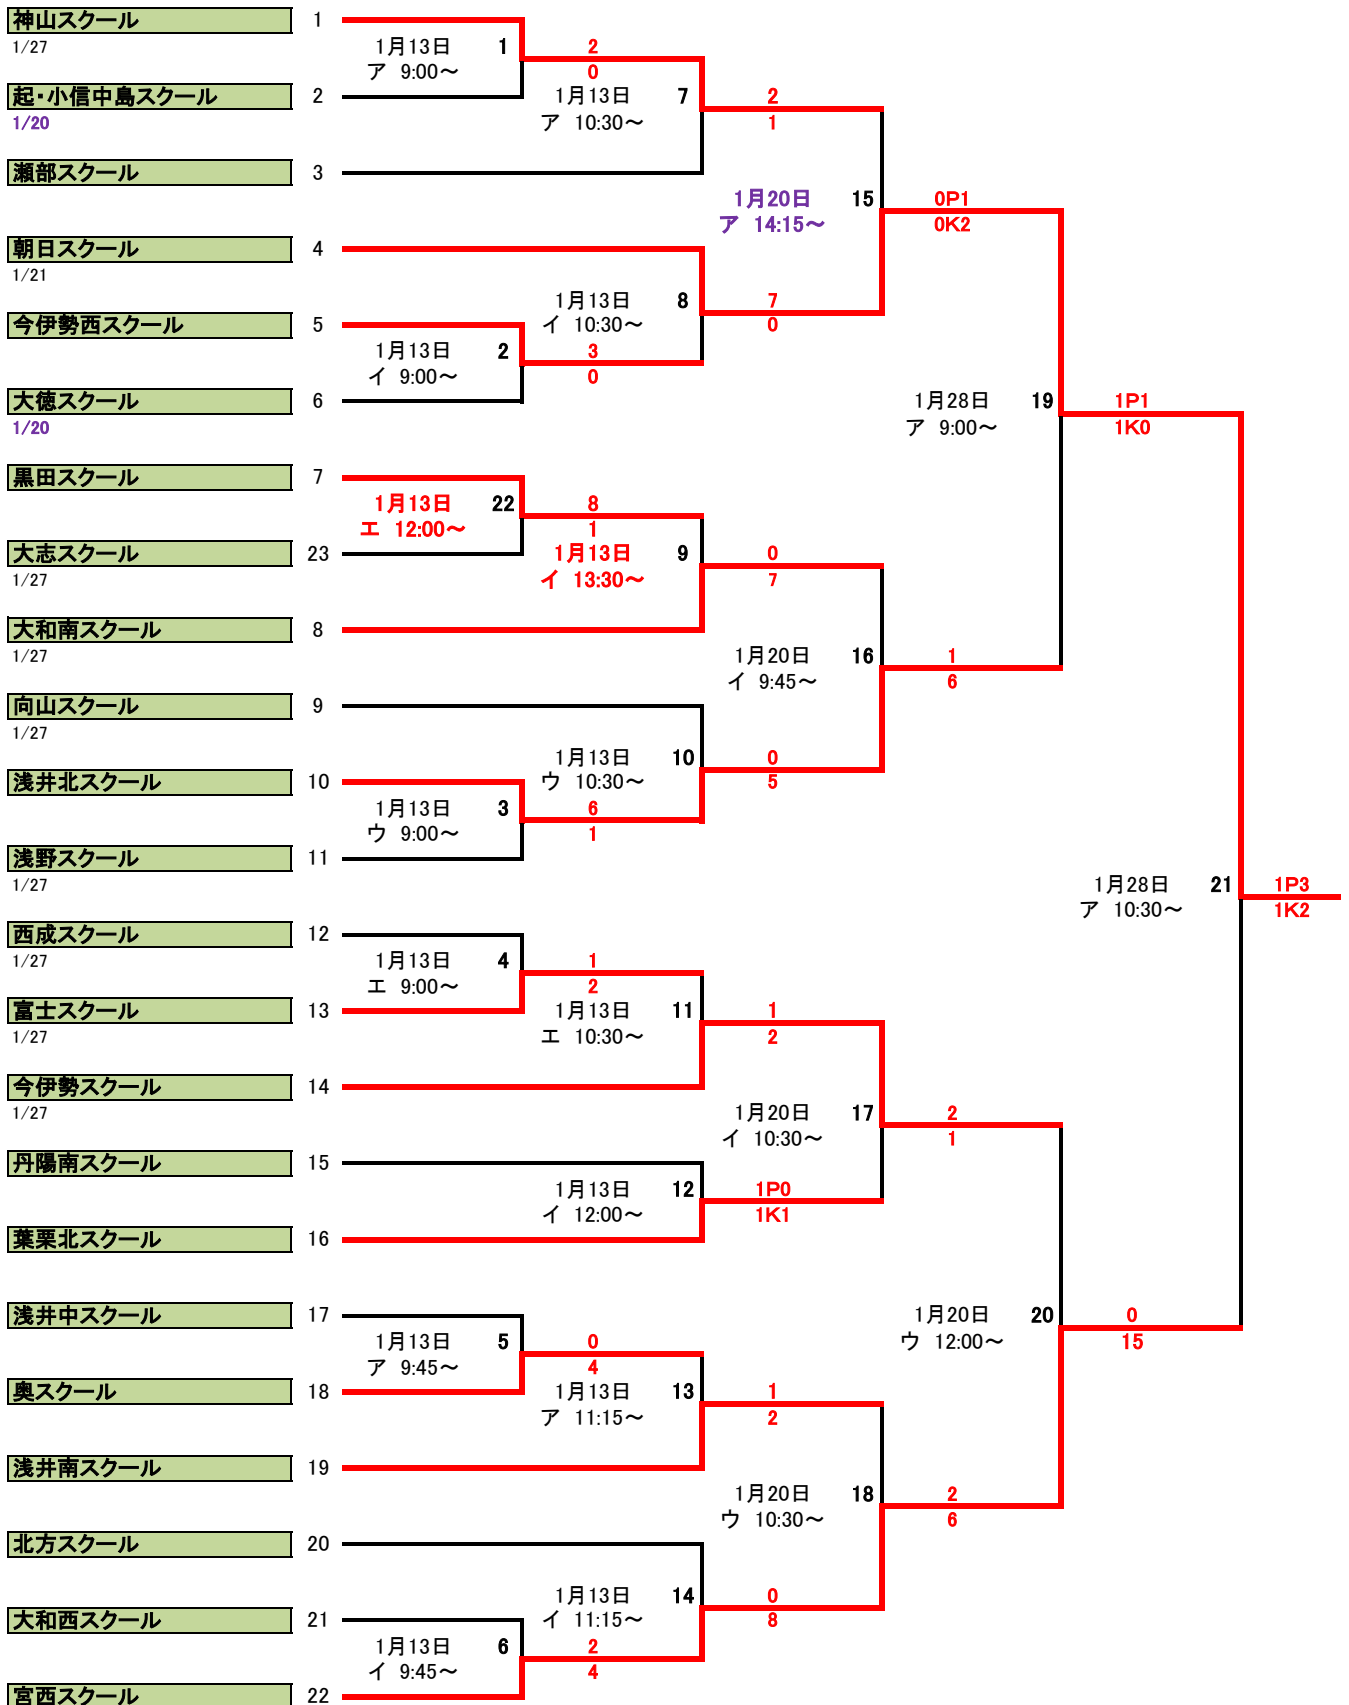 神山スクール 1
1/27
1月13日 1 2
ア 9:00～ 0
起・小信中島スクール 2
1/20
1月13日 7 2
ア 10:30～ 1
瀬部スクール 3
1月20日 15 0P1
ア 14:15～ 0K2
朝日スクール 4
1/21
1月13日 8 7
イ 10:30～ 0
今伊勢西スクール 5
1月13日 2 3
イ 9:00～ 0
大徳スクール 6
1/20
1月28日 19 1P1
ア 9:00～ 1K0
黒田スクール 7
1月13日 22 8
エ 12:00～ 1
大志スクール 23
1/27
1月13日 9 0
イ 13:30～ 7
大和南スクール 8
1/27
1月20日 16 1
イ 9:45～ 6
向山スクール 9
1/27
1月13日 10 0
ウ 10:30～ 5
浅井北スクール 10
1月13日 3 6
ウ 9:00～ 1
浅野スクール 11
1/27
1月28日 21 1P3
ア 10:30～ 1K2
西成スクール 12
1/27
1月13日 4 1
エ 9:00～ 2
富士スクール 13
1/27
1月13日 11 1
エ 10:30～ 2
今伊勢スクール 14
1/27
1月20日 17 2
イ 10:30～ 1
丹陽南スクール 15
1月13日 12 1P0
イ 12:00～ 1K1
葉栗北スクール 16
浅井中スクール 17
1月20日 20 0
ウ 12:00～ 15
1月13日 5 0
ア 9:45～ 4
奥スクール 18
1月13日 13 1
ア 11:15～ 2
浅井南スクール 19
1月20日 18 2
ウ 10:30～ 6
北方スクール 20
1月13日 14 0
イ 11:15～ 8
大和西スクール 21
1月13日 6 2
イ 9:45～ 4
宮西スクール 22